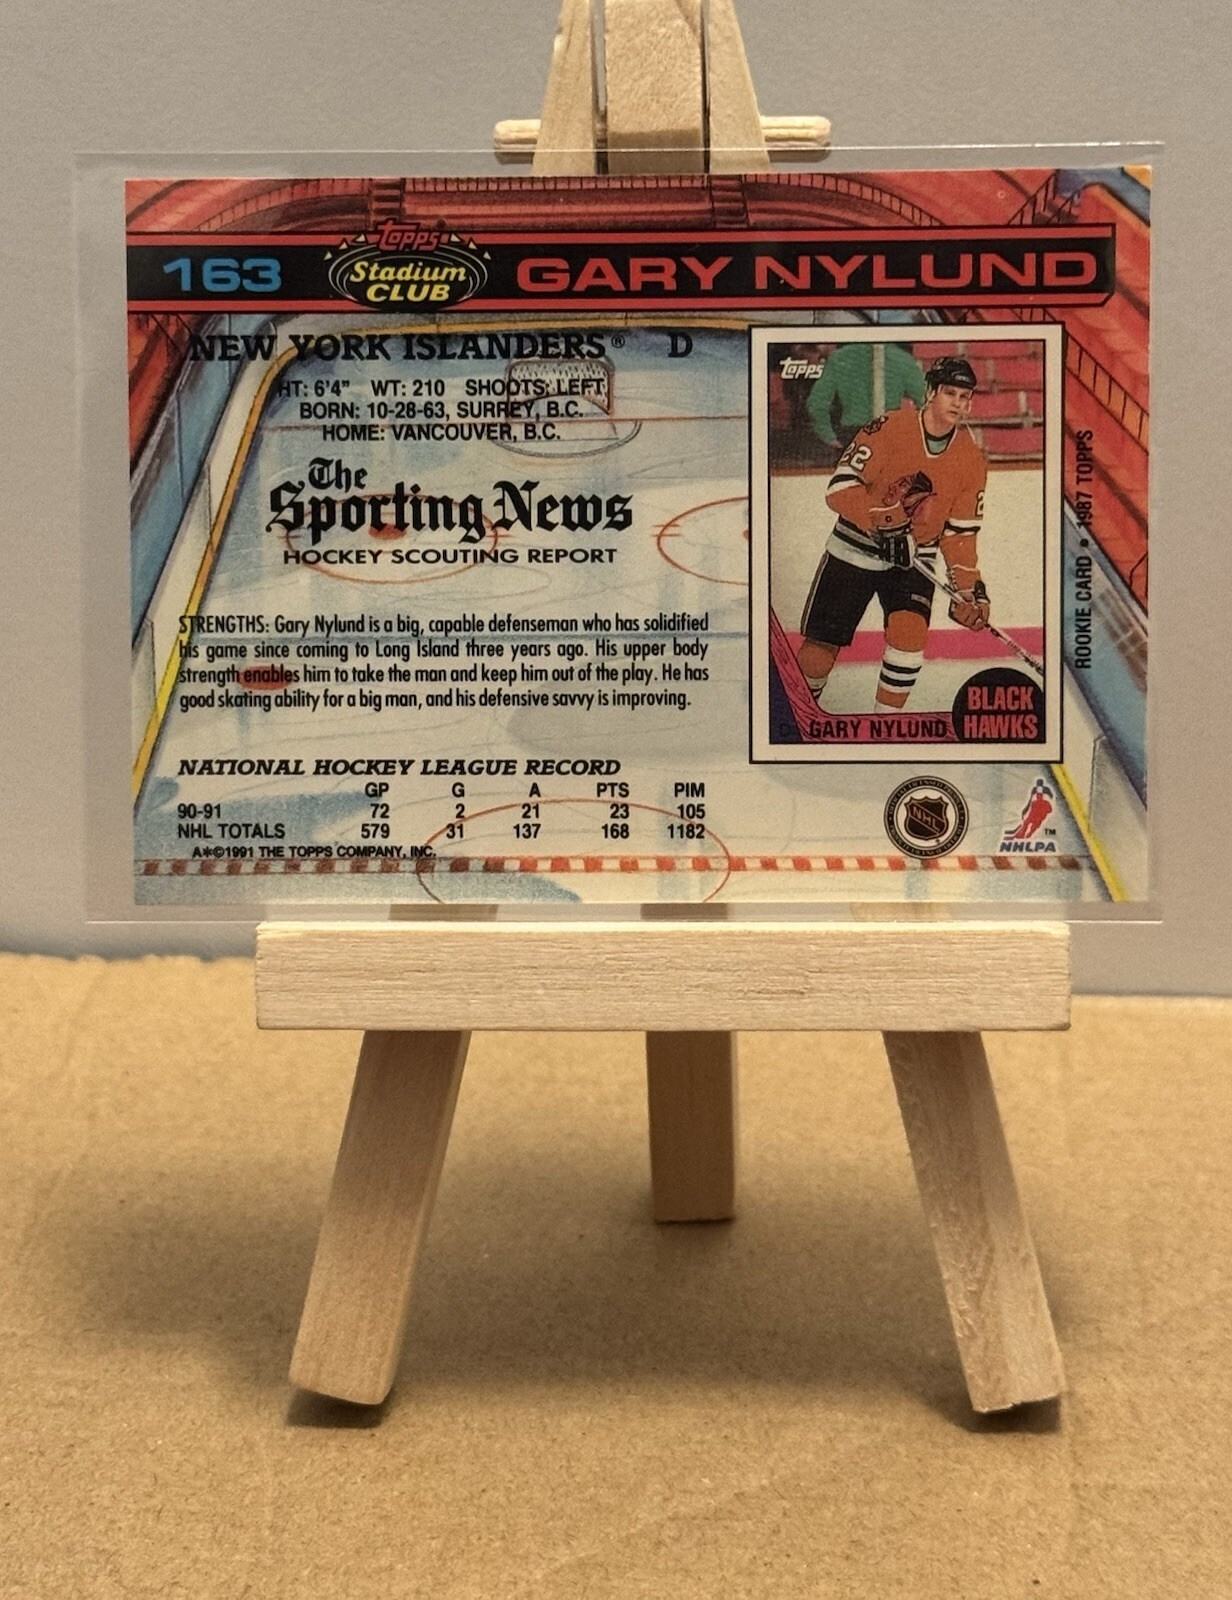 163
Topps
Stadium
CLUB
GARY NYLUND
NEW YORK ISLANDERS® D
HT: 6'4" WT: 210 SHOOTS: LEFT
BORN: 10-28-63, SURREY, B.C.
HOME: VANCOUVER, B.C.
The
Sporting News
HOCKEY SCOUTING REPORT
STRENGTHS: Gary Nylund is a big, capable defenseman who has solidified
his game since coming to Long Island three years ago. His upper body
strength enables him to take the man and keep him out of the play. He has
good skating ability for a big man, and his defensive savvy is improving.
NATIONAL HOCKEY LEAGUE RECORD
GP G A PTS PIM
90-91 72 2 21 23 105
NHL TOTALS 579 31 137 168 1182
A*©1991 THE TOPPS COMPANY, INC.
Topps
22
2
BLACK
HAWKS
D GARY NYLUND
ROOKIE CARD • 1987 TOPPS
NHL
NHLPA ™